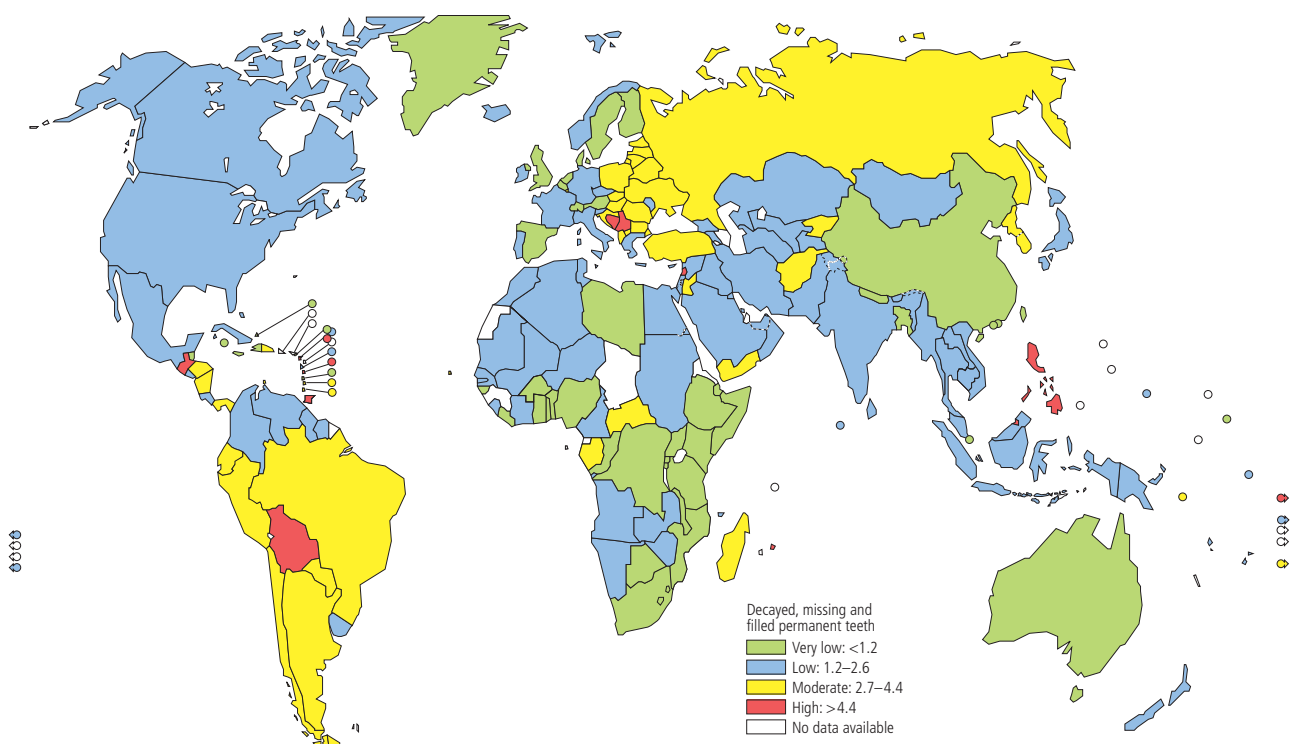 Decayed, missing and
filled permanent teeth
Very low: <1.2
Low: 1.2–2.6
Moderate: 2.7–4.4
High: >4.4
No data available